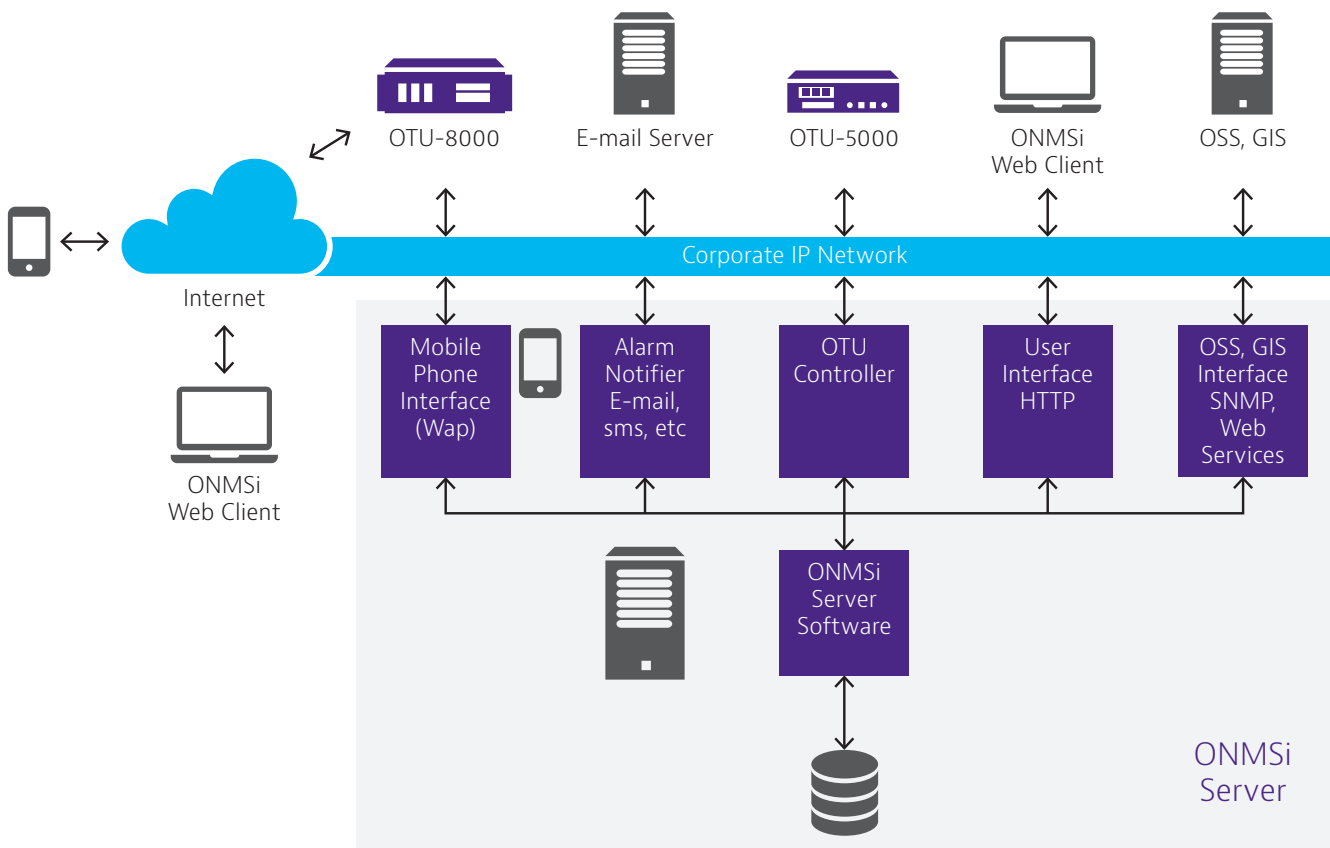 OTU-8000
E-mail Server
OTU-5000
ONMSi
Web Client
OSS, GIS
Corporate IP Network
Internet
ONMSi
Web Client
Mobile
Phone
Interface
(Wap)
Alarm
Notifier
E-mail,
sms, etc
OTU
Controller
User
Interface
HTTP
OSS, GIS
Interface
SNMP,
Web
Services
ONMSi
Server
Software
ONMSi
Server